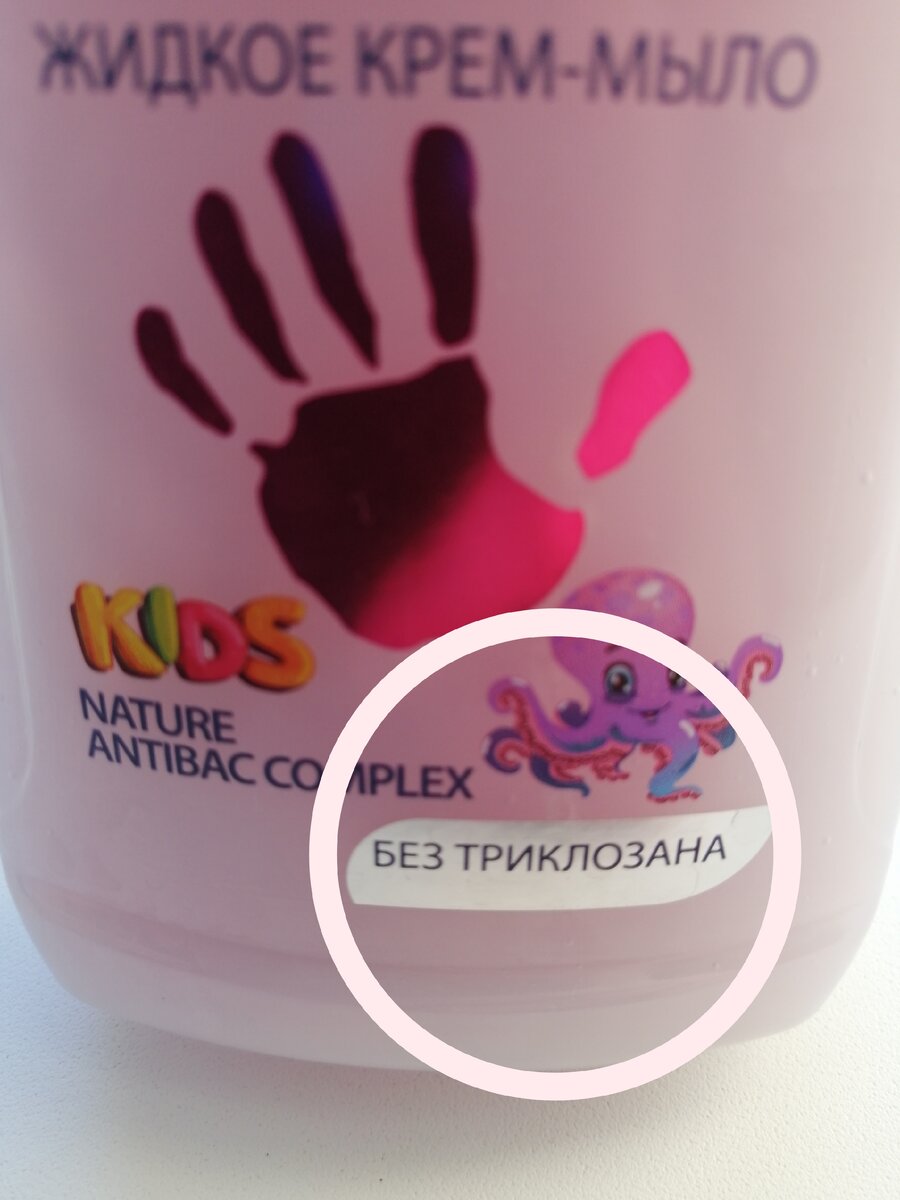 ЖИДКОЕ КРЕМ-МЫЛО
KIDS
NATURE
ANTIBAC COMPLEX
БЕЗ ТРИКЛОЗАНА